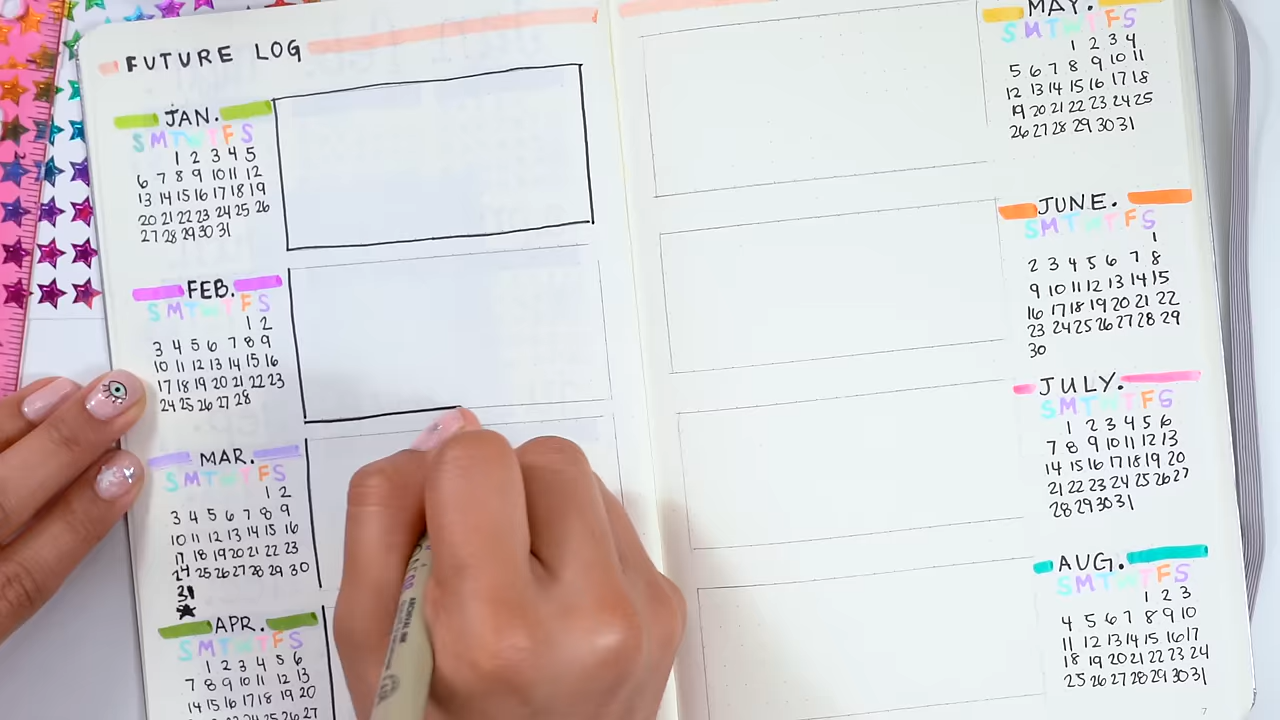 FUTURE LOG
JAN.
S M T W T F S
1 2 3 4 5
6 7 8 9 10 11 12
13 14 15 16 17 18 19
20 21 22 23 24 25 26
27 28 29 30 31
FEB.
S M T W T F S
1 2
3 4 5 6 7 8 9
10 11 12 13 14 15 16
17 18 19 20 21 22 23
24 25 26 27 28
MAR.
S M T W T F S
1 2
3 4 5 6 7 8 9
10 11 12 13 14 15 16
17 18 19 20 21 22 23
24 25 26 27 28 29 30
31
APR.
S M T W T F S
1 2 3 4 5 6
7 8 9 10 11 12 13
14 15 16 17 18 19 20
24 25 26 27
MAY.
S M T W T F S
1 2 3 4
5 6 7 8 9 10 11
12 13 14 15 16 17 18
19 20 21 22 23 24 25
26 27 28 29 30 31
JUNE.
S M T W T F S
1
2 3 4 5 6 7 8
9 10 11 12 13 14 15
16 17 18 19 20 21 22
23 24 25 26 27 28 29
30
JULY.
S M T W T F S
1 2 3 4 5 6
7 8 9 10 11 12 13
14 15 16 17 18 19 20
21 22 23 24 25 26 27
28 29 30 31
AUG.
S M T W T F S
1 2 3
4 5 6 7 8 9 10
11 12 13 14 15 16 17
18 19 20 21 22 23 24
25 26 27 28 29 30 31
7
ARCHIVAL INK